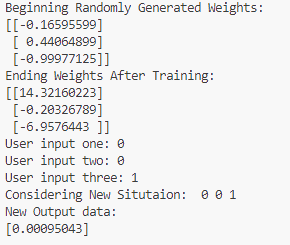 Beginning Randomly Generated Weights:
[[-0.16595599]
[ 0.44064899]
[-0.99977125]]
Ending Weights After Training:
[[14.32160223]
[-0.20326789]
[-6.9576443 ]]
User input one: 0
User input two: 0
User input three: 1
Considering New Situtaion:  0 0 1
New Output data:
[0.00095043]